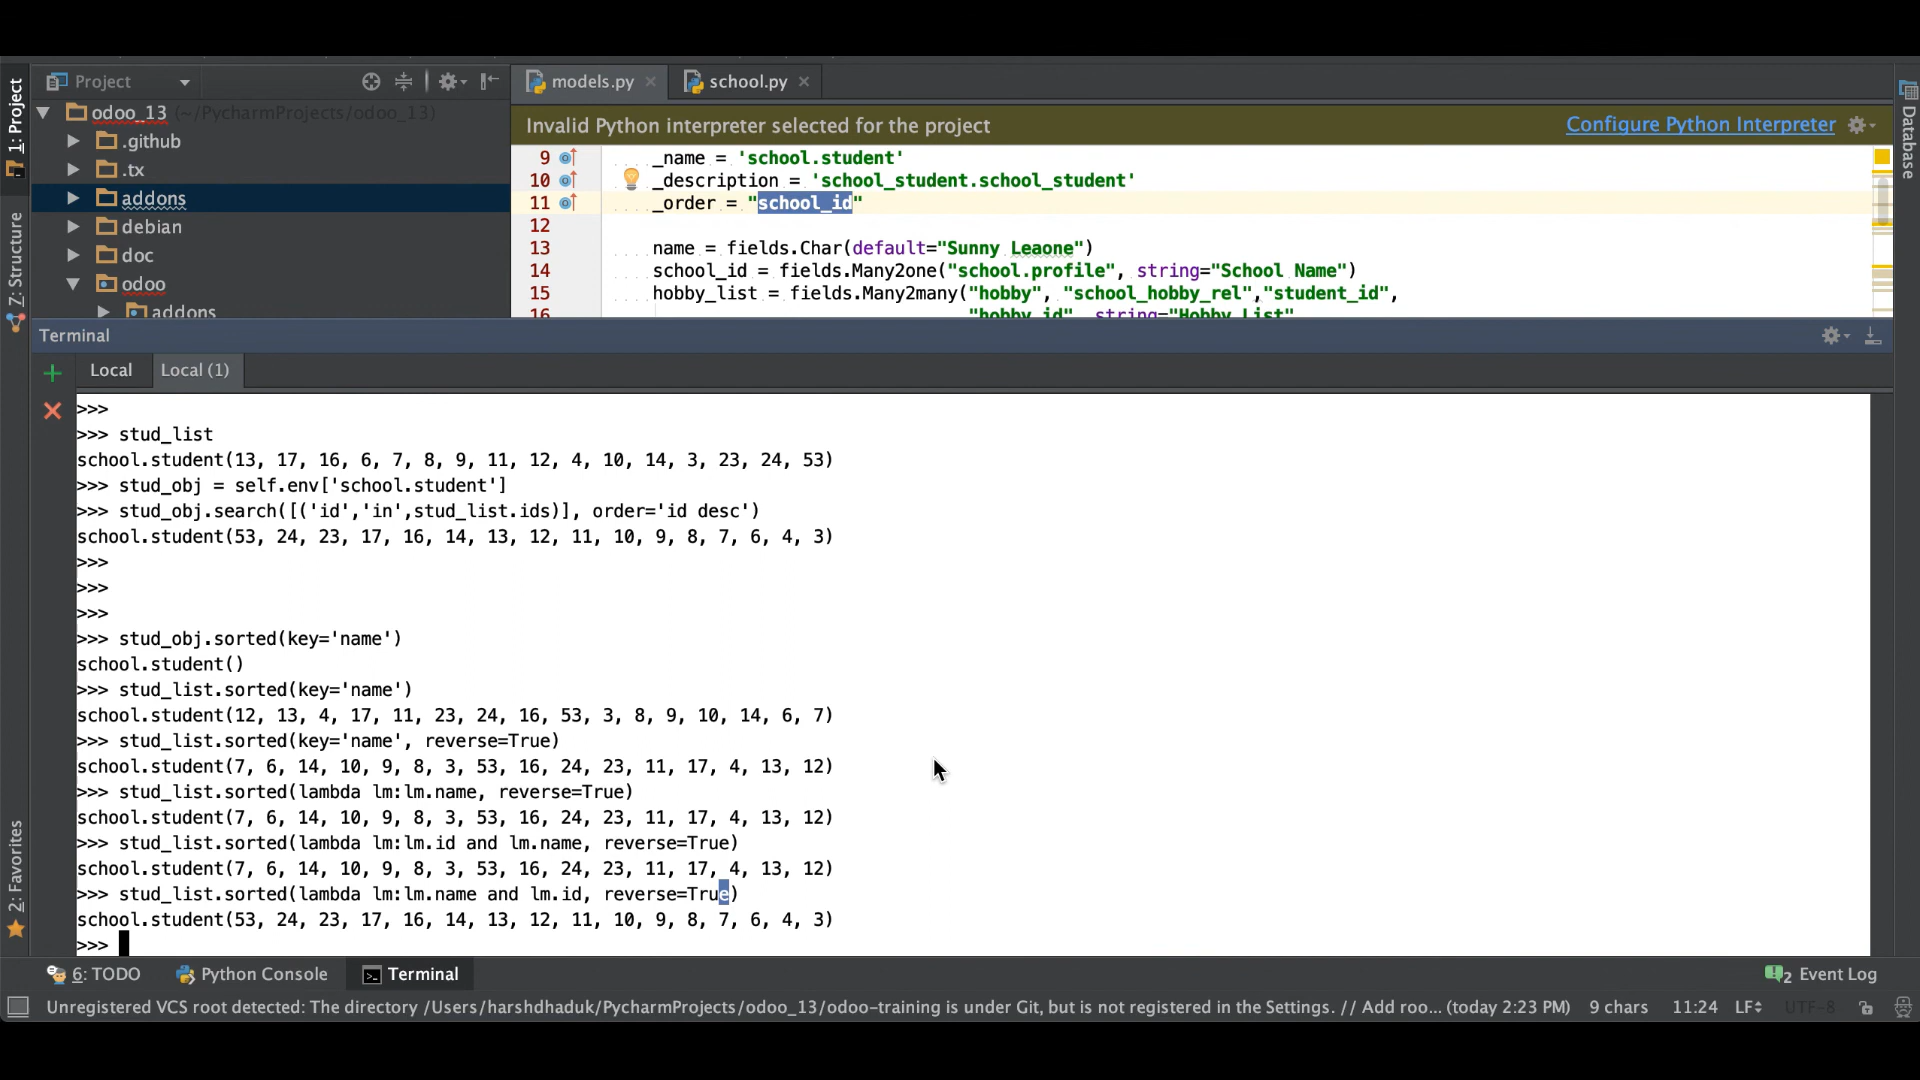 Project
models.py
school.py
1: Project
odoo_13 (~/PycharmProjects/odoo_13)
.github
.tx
addons
debian
doc
odoo
addons
Z: Structure
2: Favorites
Database
Invalid Python interpreter selected for the project
Configure Python Interpreter
9 _name = 'school.student'
10 _description = 'school_student.school_student'
11 _order = "school_id"
12
13 name = fields.Char(default="Sunny Leaone")
14 school_id = fields.Many2one("school.profile", string="School Name")
15 hobby_list = fields.Many2many("hobby", "school_hobby_rel","student_id",
16 "hobby_id", string="Hobby List"
Terminal
Local
Local (1)
>>>
>>> stud_list
school.student(13, 17, 16, 6, 7, 8, 9, 11, 12, 4, 10, 14, 3, 23, 24, 53)
>>> stud_obj = self.env['school.student']
>>> stud_obj.search([('id','in',stud_list.ids)], order='id desc')
school.student(53, 24, 23, 17, 16, 14, 13, 12, 11, 10, 9, 8, 7, 6, 4, 3)
>>>
>>>
>>>
>>> stud_obj.sorted(key='name')
school.student()
>>> stud_list.sorted(key='name')
school.student(12, 13, 4, 17, 11, 23, 24, 16, 53, 3, 8, 9, 10, 14, 6, 7)
>>> stud_list.sorted(key='name', reverse=True)
school.student(7, 6, 14, 10, 9, 8, 3, 53, 16, 24, 23, 11, 17, 4, 13, 12)
>>> stud_list.sorted(lambda lm:lm.name, reverse=True)
school.student(7, 6, 14, 10, 9, 8, 3, 53, 16, 24, 23, 11, 17, 4, 13, 12)
>>> stud_list.sorted(lambda lm:lm.id and lm.name, reverse=True)
school.student(7, 6, 14, 10, 9, 8, 3, 53, 16, 24, 23, 11, 17, 4, 13, 12)
>>> stud_list.sorted(lambda lm:lm.name and lm.id, reverse=True)
school.student(53, 24, 23, 17, 16, 14, 13, 12, 11, 10, 9, 8, 7, 6, 4, 3)
>>>
6: TODO
Python Console
Terminal
2 Event Log
Unregistered VCS root detected: The directory /Users/harshdhaduk/PycharmProjects/odoo_13/odoo-training is under Git, but is not registered in the Settings. // Add roo... (today 2:23 PM)
9 chars
11:24
LF
UTF-8